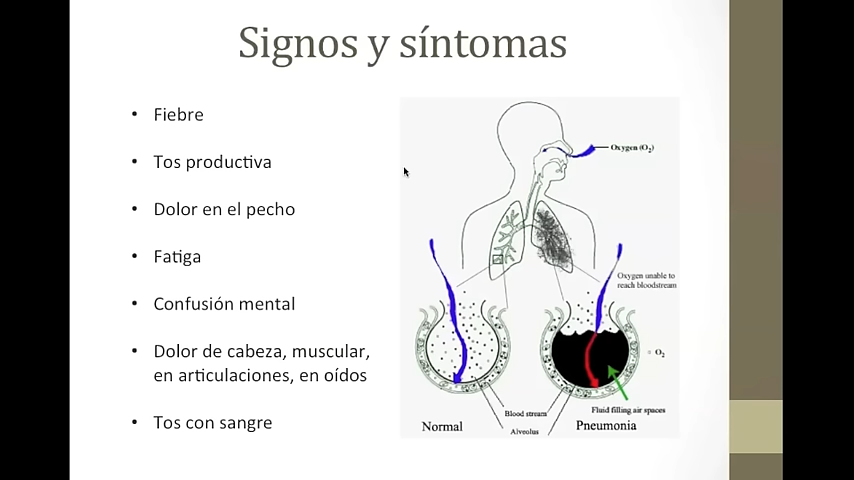 Signos y síntomas
• Fiebre
• Tos productiva
• Dolor en el pecho
• Fatiga
• Confusión mental
• Dolor de cabeza, muscular,
en articulaciones, en oídos
• Tos con sangre
Oxygen (O₂)
Oxygen unable to
reach bloodstream
O₂
Fluid filling air spaces
Blood stream
Alveolus
Normal
Pneumonia